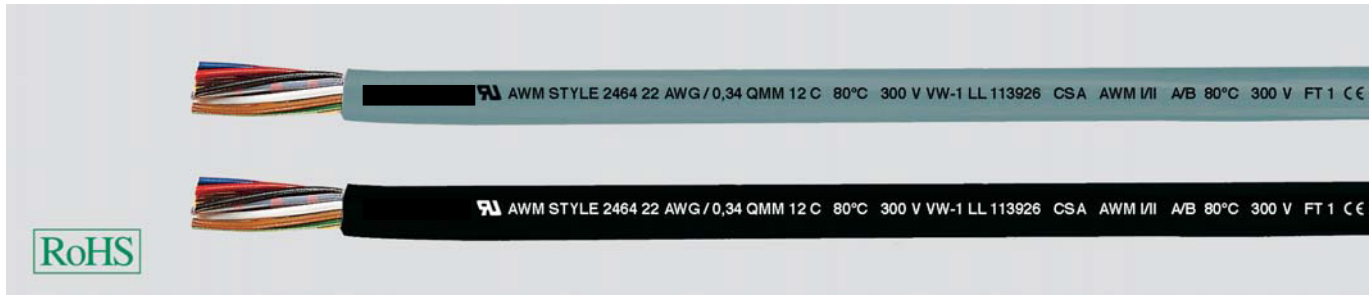 AWM STYLE 2464 22 AWG / 0,34 QMM 12 C 80°C 300 V VW-1 LL 113926 CSA AWM I/II A/B 80°C 300 V FT 1 CE
AWM STYLE 2464 22 AWG / 0,34 QMM 12 C 80°C 300 V VW-1 LL 113926 CSA AWM I/II A/B 80°C 300 V FT 1 CE
RoHS